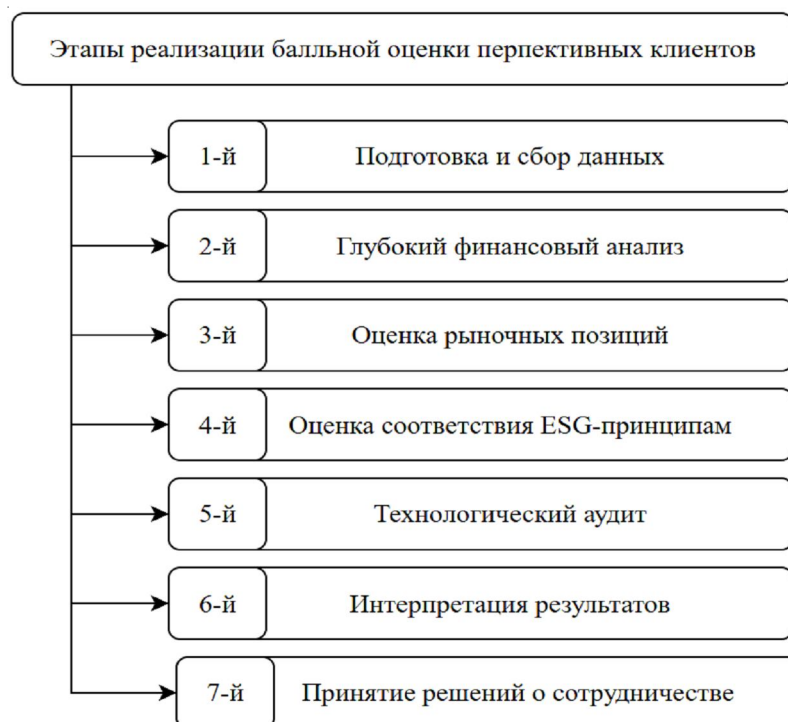 Этапы реализации балльной оценки перпективных клиентов
1-й Подготовка и сбор данных
2-й Глубокий финансовый анализ
3-й Оценка рыночных позиций
4-й Оценка соответствия ESG-принципам
5-й Технологический аудит
6-й Интерпретация результатов
7-й Принятие решений о сотрудничестве